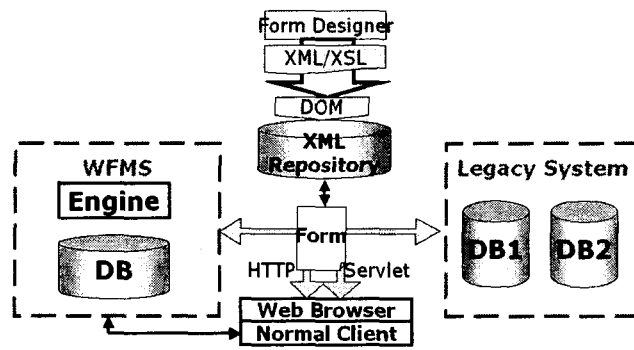 Form Designer
XML/XSL
DOM
XML
Repository
WFMS
Engine
DB
Form
Legacy System
DB1
DB2
HTTP
/Servlet
Web Browser
Normal Client